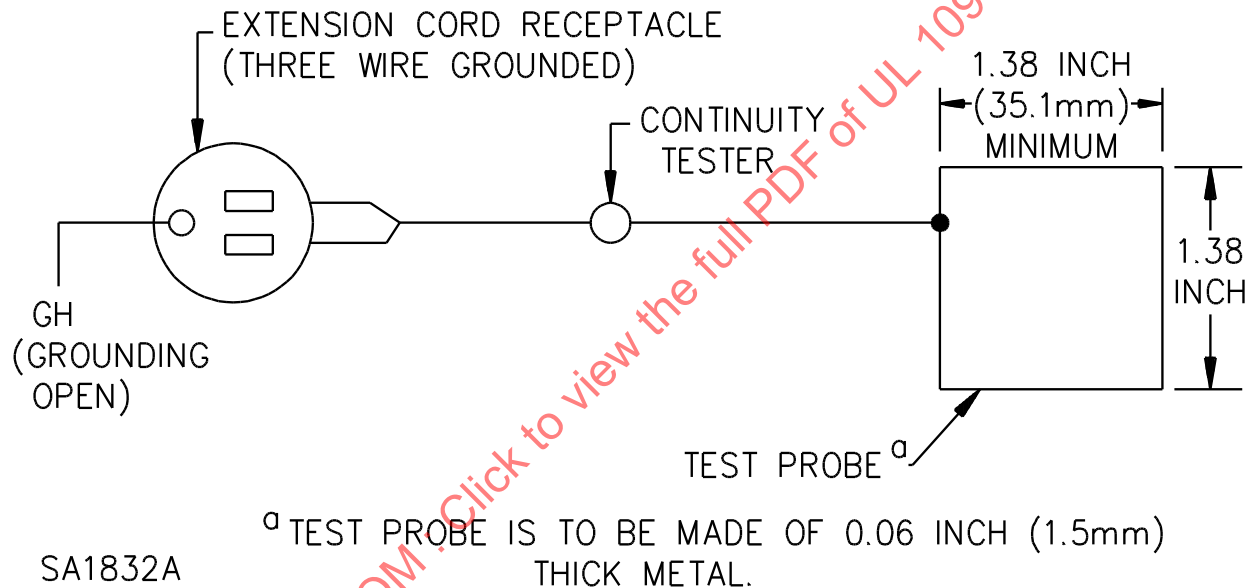 EXTENSION CORD RECEPTACLE
(THREE WIRE GROUNDED)
CONTINUITY
TESTER
1.38 INCH
(35.1mm)
MINIMUM
1.38
INCH
GH
(GROUNDING
OPEN)
TEST PROBE a
a TEST PROBE IS TO BE MADE OF 0.06 INCH (1.5mm)
THICK METAL.
SA1832A
OM : Click to view the full PDF of UL 109